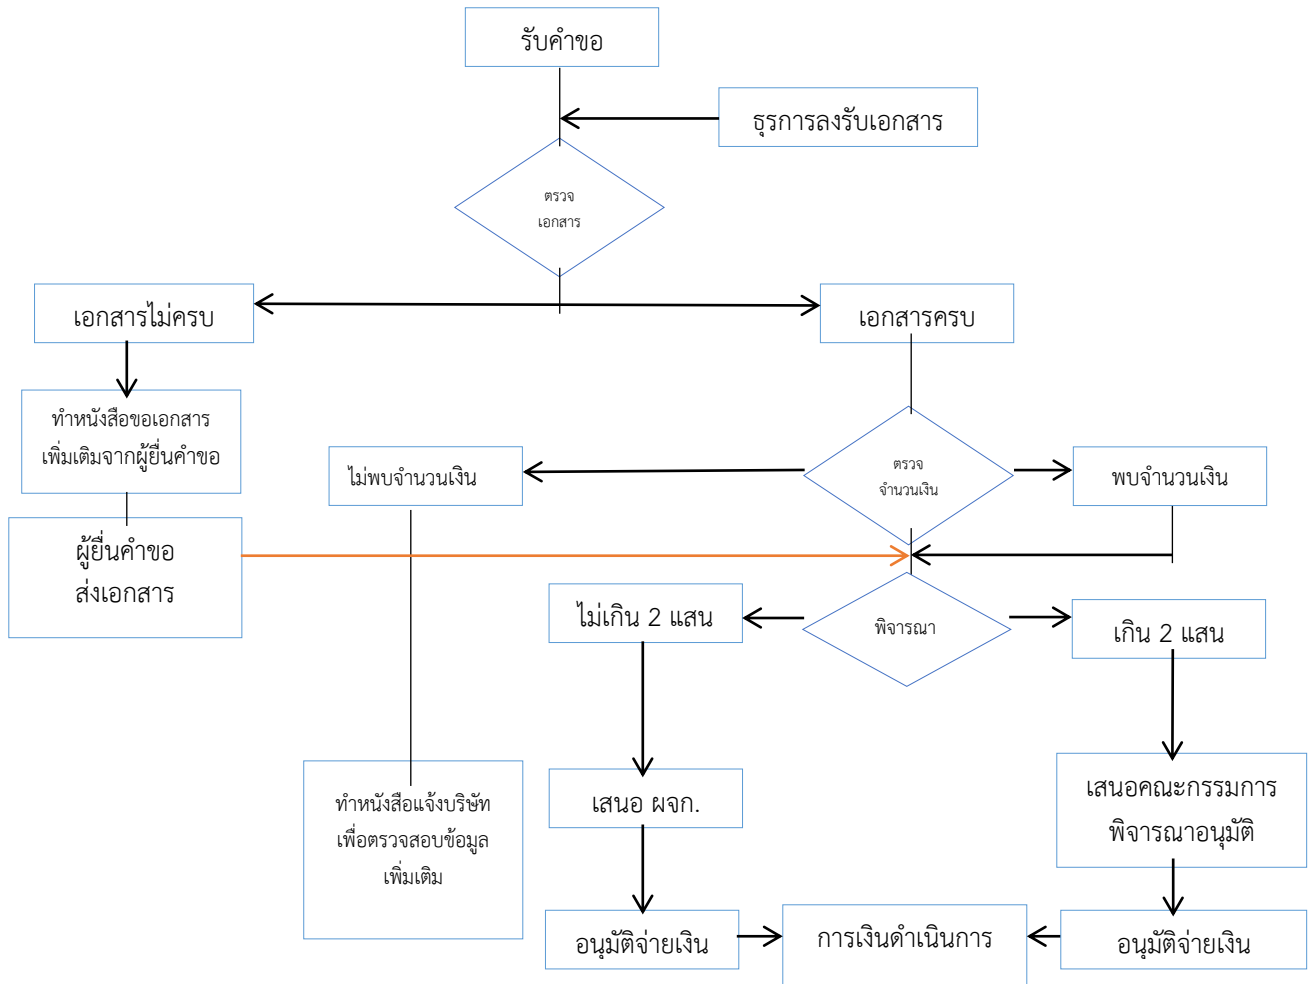 รับคำขอ
ธุรการลงรับเอกสาร
ตรวจ
เอกสาร
เอกสารไม่ครบ
เอกสารครบ
ทำหนังสือขอเอกสาร
เพิ่มเติมจากผู้ยื่นคำขอ
ไม่พบจำนวนเงิน
ตรวจ
จำนวนเงิน
พบจำนวนเงิน
ผู้ยื่นคำขอ
ส่งเอกสาร
ไม่เกิน 2 แสน
พิจารณา
เกิน 2 แสน
ทำหนังสือแจ้งบริษัท
เพื่อตรวจสอบข้อมูล
เพิ่มเติม
เสนอ ผจก.
เสนอคณะกรรมการ
พิจารณาอนุมัติ
อนุมัติจ่ายเงิน
การเงินดำเนินการ
อนุมัติจ่ายเงิน